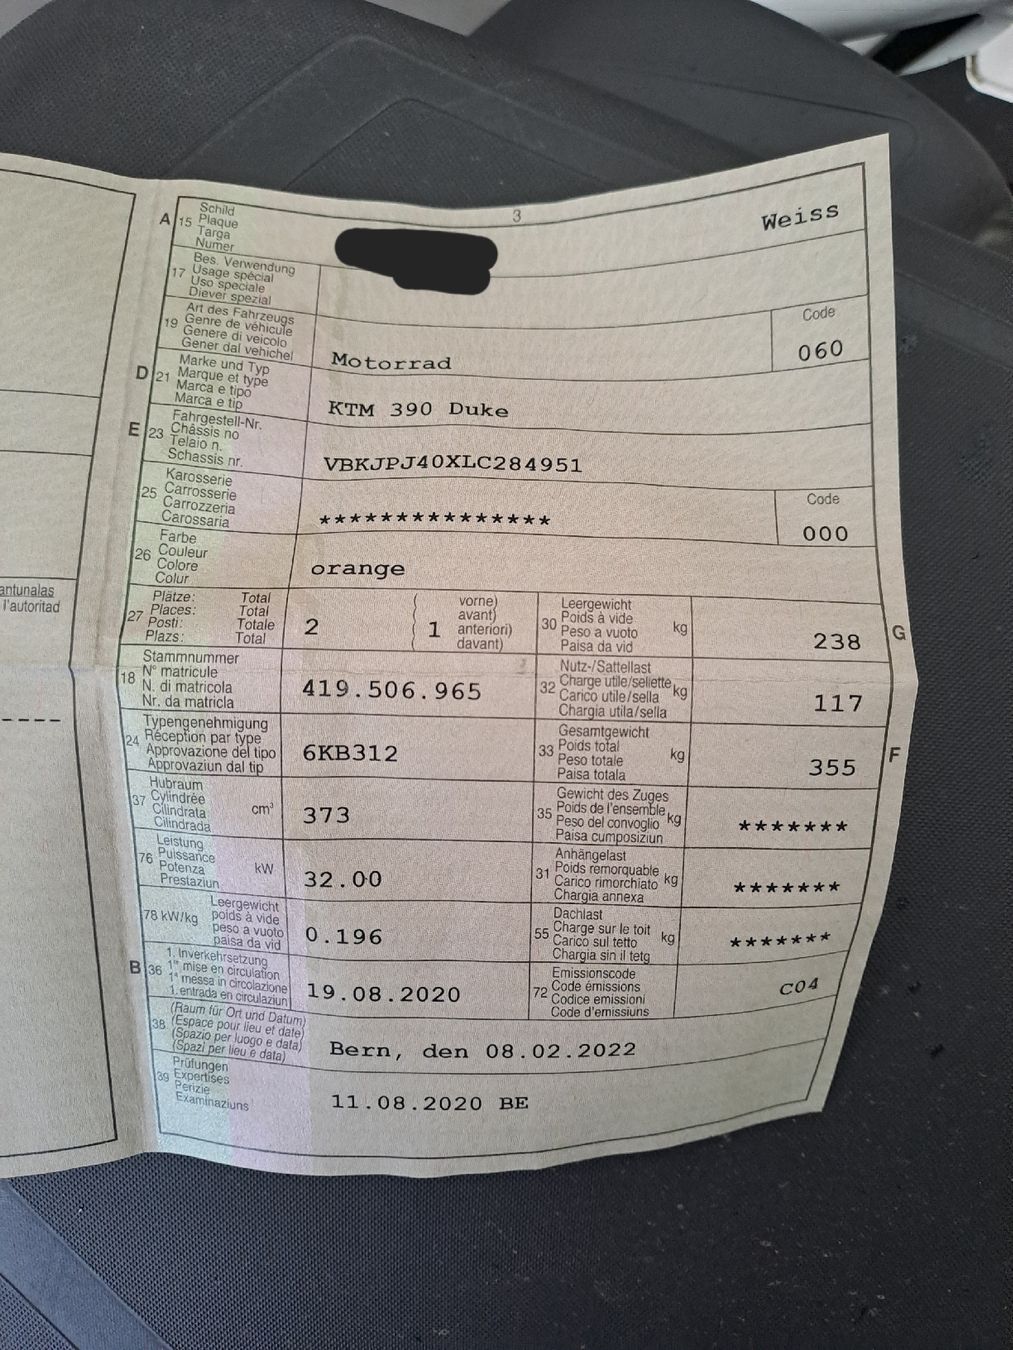 antunalas
l'autoritad
3
A 15 Schild
Plaque
Targa
Numer
Weiss
17 Bes. Verwendung
Usage spécial
Uso speciale
Diever spezial
19 Art des Fahrzeugs
Genre de véhicule
Genere di veicolo
Gener dal vehichel
Motorrad
Code
060
D 21 Marke und Typ
Marque et type
Marca e tipo
Marca e tip
KTM 390 Duke
E 23 Fahrgestell-Nr.
Châssis no
Telaio n.
Schassis nr.
VBKJPJ40XLC284951
25 Karosserie
Carrosserie
Carrozzeria
Carossaria
***************
Code
000
26 Farbe
Couleur
Colore
Colur
orange
27 Plätze: Total
Places: Total
Posti: Totale
Plazs: Total
2
( 1 vorne)
avant)
anteriori)
davant)
30 Leergewicht
Poids à vide
Peso a vuoto
Paisa da vid
kg
238
G
18 Stammnummer
N° matricule
N. di matricola
Nr. da matricla
419.506.965
32 Nutz-/Sattellast
Charge utile/sellette
Carico utile/sella
Chargia utila/sella
kg
117
24 Typengenehmigung
Réception par type
Approvazione del tipo
Approvaziun dal tip
6KB312
33 Gesamtgewicht
Poids total
Peso totale
Paisa totala
kg
355
F
37 Hubraum
Cylindrée
Cilindrata
Cilindrada
cm³
373
35 Gewicht des Zuges
Poids de l'ensemble
Peso del convoglio
Paisa cumposiziun
kg
*******
76 Leistung
Puissance
Potenza
Prestaziun
kW
32.00
31 Anhängelast
Poids remorquable
Carico rimorchiato
Chargia annexa
kg
*******
78 kW/kg Leergewicht
poids à vide
peso a vuoto
paisa da vid
0.196
55 Dachlast
Charge sur le toit
Carico sul tetto
Chargia sin il tetg
kg
*******
B 36 1. Inverkehrsetzung
1re mise en circulation
1a messa in circolazione
1. entrada en circulaziun
19.08.2020
72 Emissionscode
Code émissions
Codice emissioni
Code d'emissiuns
C04
38 (Raum für Ort und Datum)
(Espace pour lieu et date)
(Spazio per luogo e data)
(Spazi per lieu e data)
Bern, den 08.02.2022
39 Prüfungen
Expertises
Perizie
Examinaziuns
11.08.2020 BE